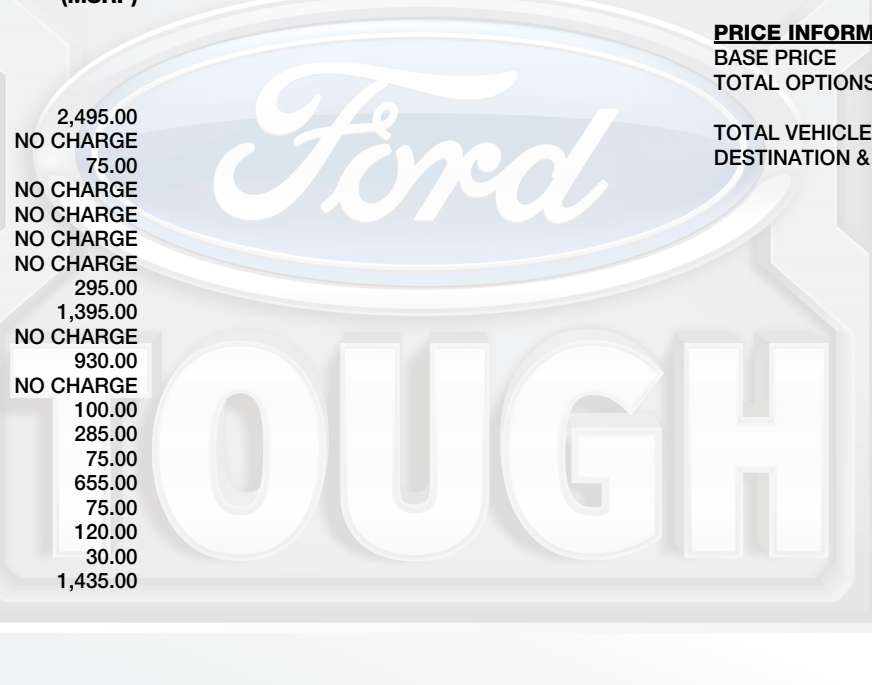 (MSRP)
2,495.00
NO CHARGE
75.00
NO CHARGE
NO CHARGE
NO CHARGE
NO CHARGE
295.00
1,395.00
NO CHARGE
930.00
NO CHARGE
100.00
285.00
75.00
655.00
75.00
120.00
30.00
1,435.00
PRICE INFORM
BASE PRICE
TOTAL OPTIONS
TOTAL VEHICLE
DESTINATION &
Ford
TOUGH